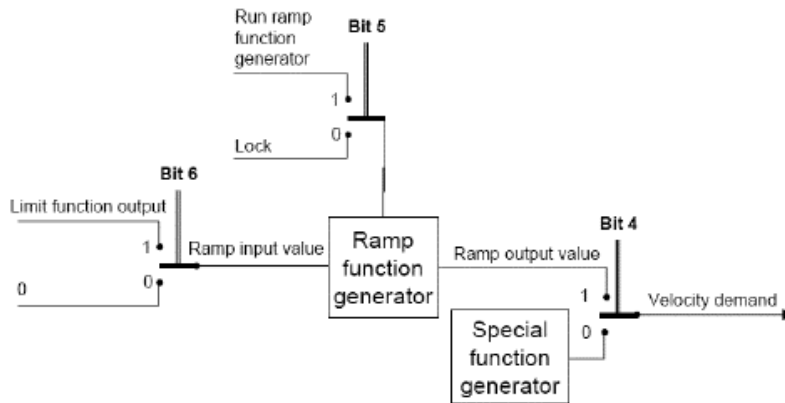 Run ramp
function
generator
Bit 5
1
0
Lock
Bit 6
Limit function output
1
0
0
Ramp input value
Ramp
function
generator
Ramp output value
Bit 4
1
0
Velocity demand
Special
function
generator